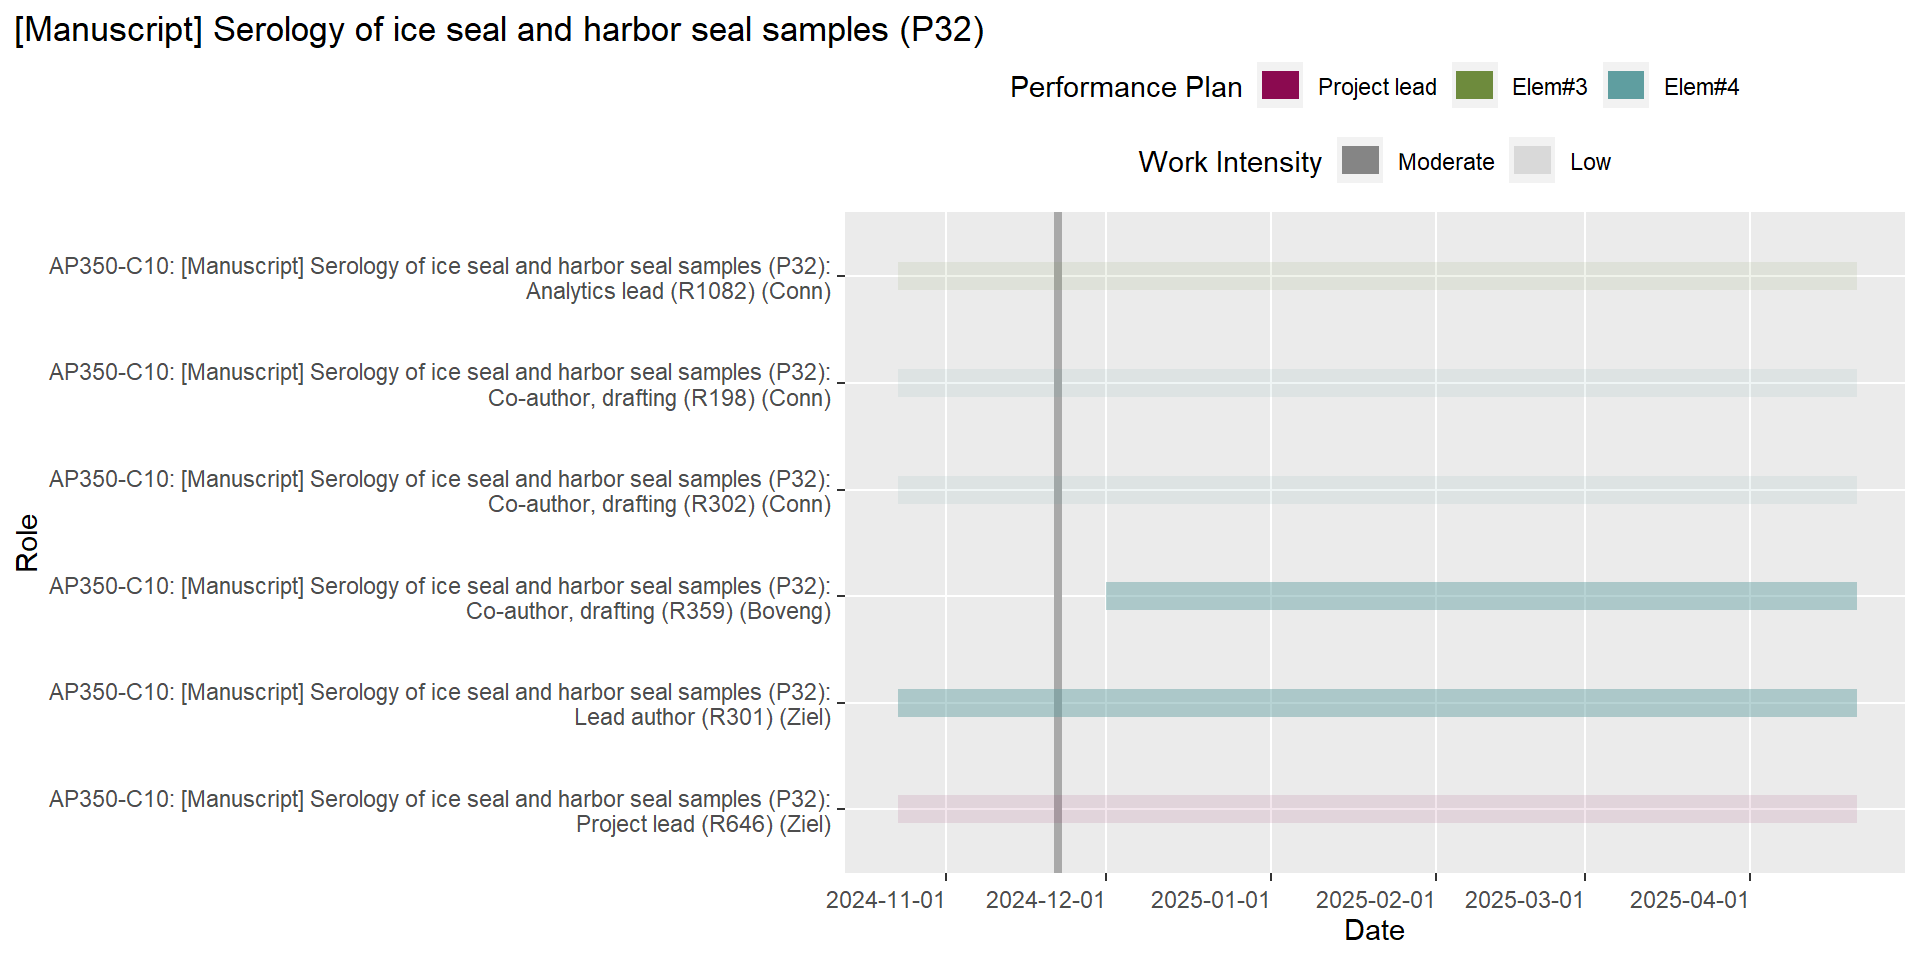 [Manuscript] Serology of ice seal and harbor seal samples (P32)
Performance Plan Project lead Elem#3 Elem#4
Work Intensity Moderate Low
AP350-C10: [Manuscript] Serology of ice seal and harbor seal samples (P32):
Analytics lead (R1082) (Conn)
AP350-C10: [Manuscript] Serology of ice seal and harbor seal samples (P32):
Co-author, drafting (R198) (Conn)
AP350-C10: [Manuscript] Serology of ice seal and harbor seal samples (P32):
Co-author, drafting (R302) (Conn)
Role
AP350-C10: [Manuscript] Serology of ice seal and harbor seal samples (P32):
Co-author, drafting (R359) (Boveng)
AP350-C10: [Manuscript] Serology of ice seal and harbor seal samples (P32):
Lead author (R301) (Ziel)
AP350-C10: [Manuscript] Serology of ice seal and harbor seal samples (P32):
Project lead (R646) (Ziel)
2024-11-01 2024-12-01 2025-01-01 2025-02-01 2025-03-01 2025-04-01
Date